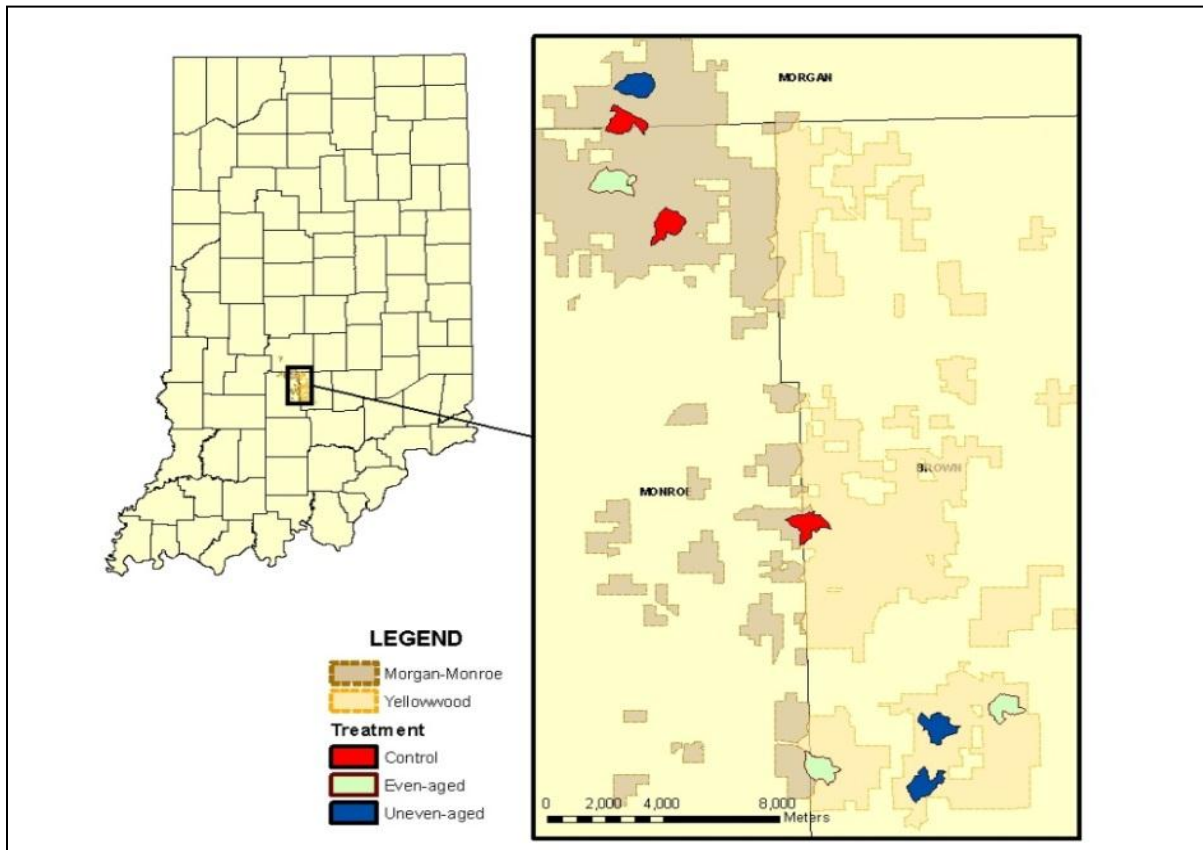 MORGAN
BROWN
MONROE
LEGEND
Morgan-Monroe
Yellowwood
Treatment
Control
Even-aged
Uneven-aged
0 2,000 4,000 8,000
Meters